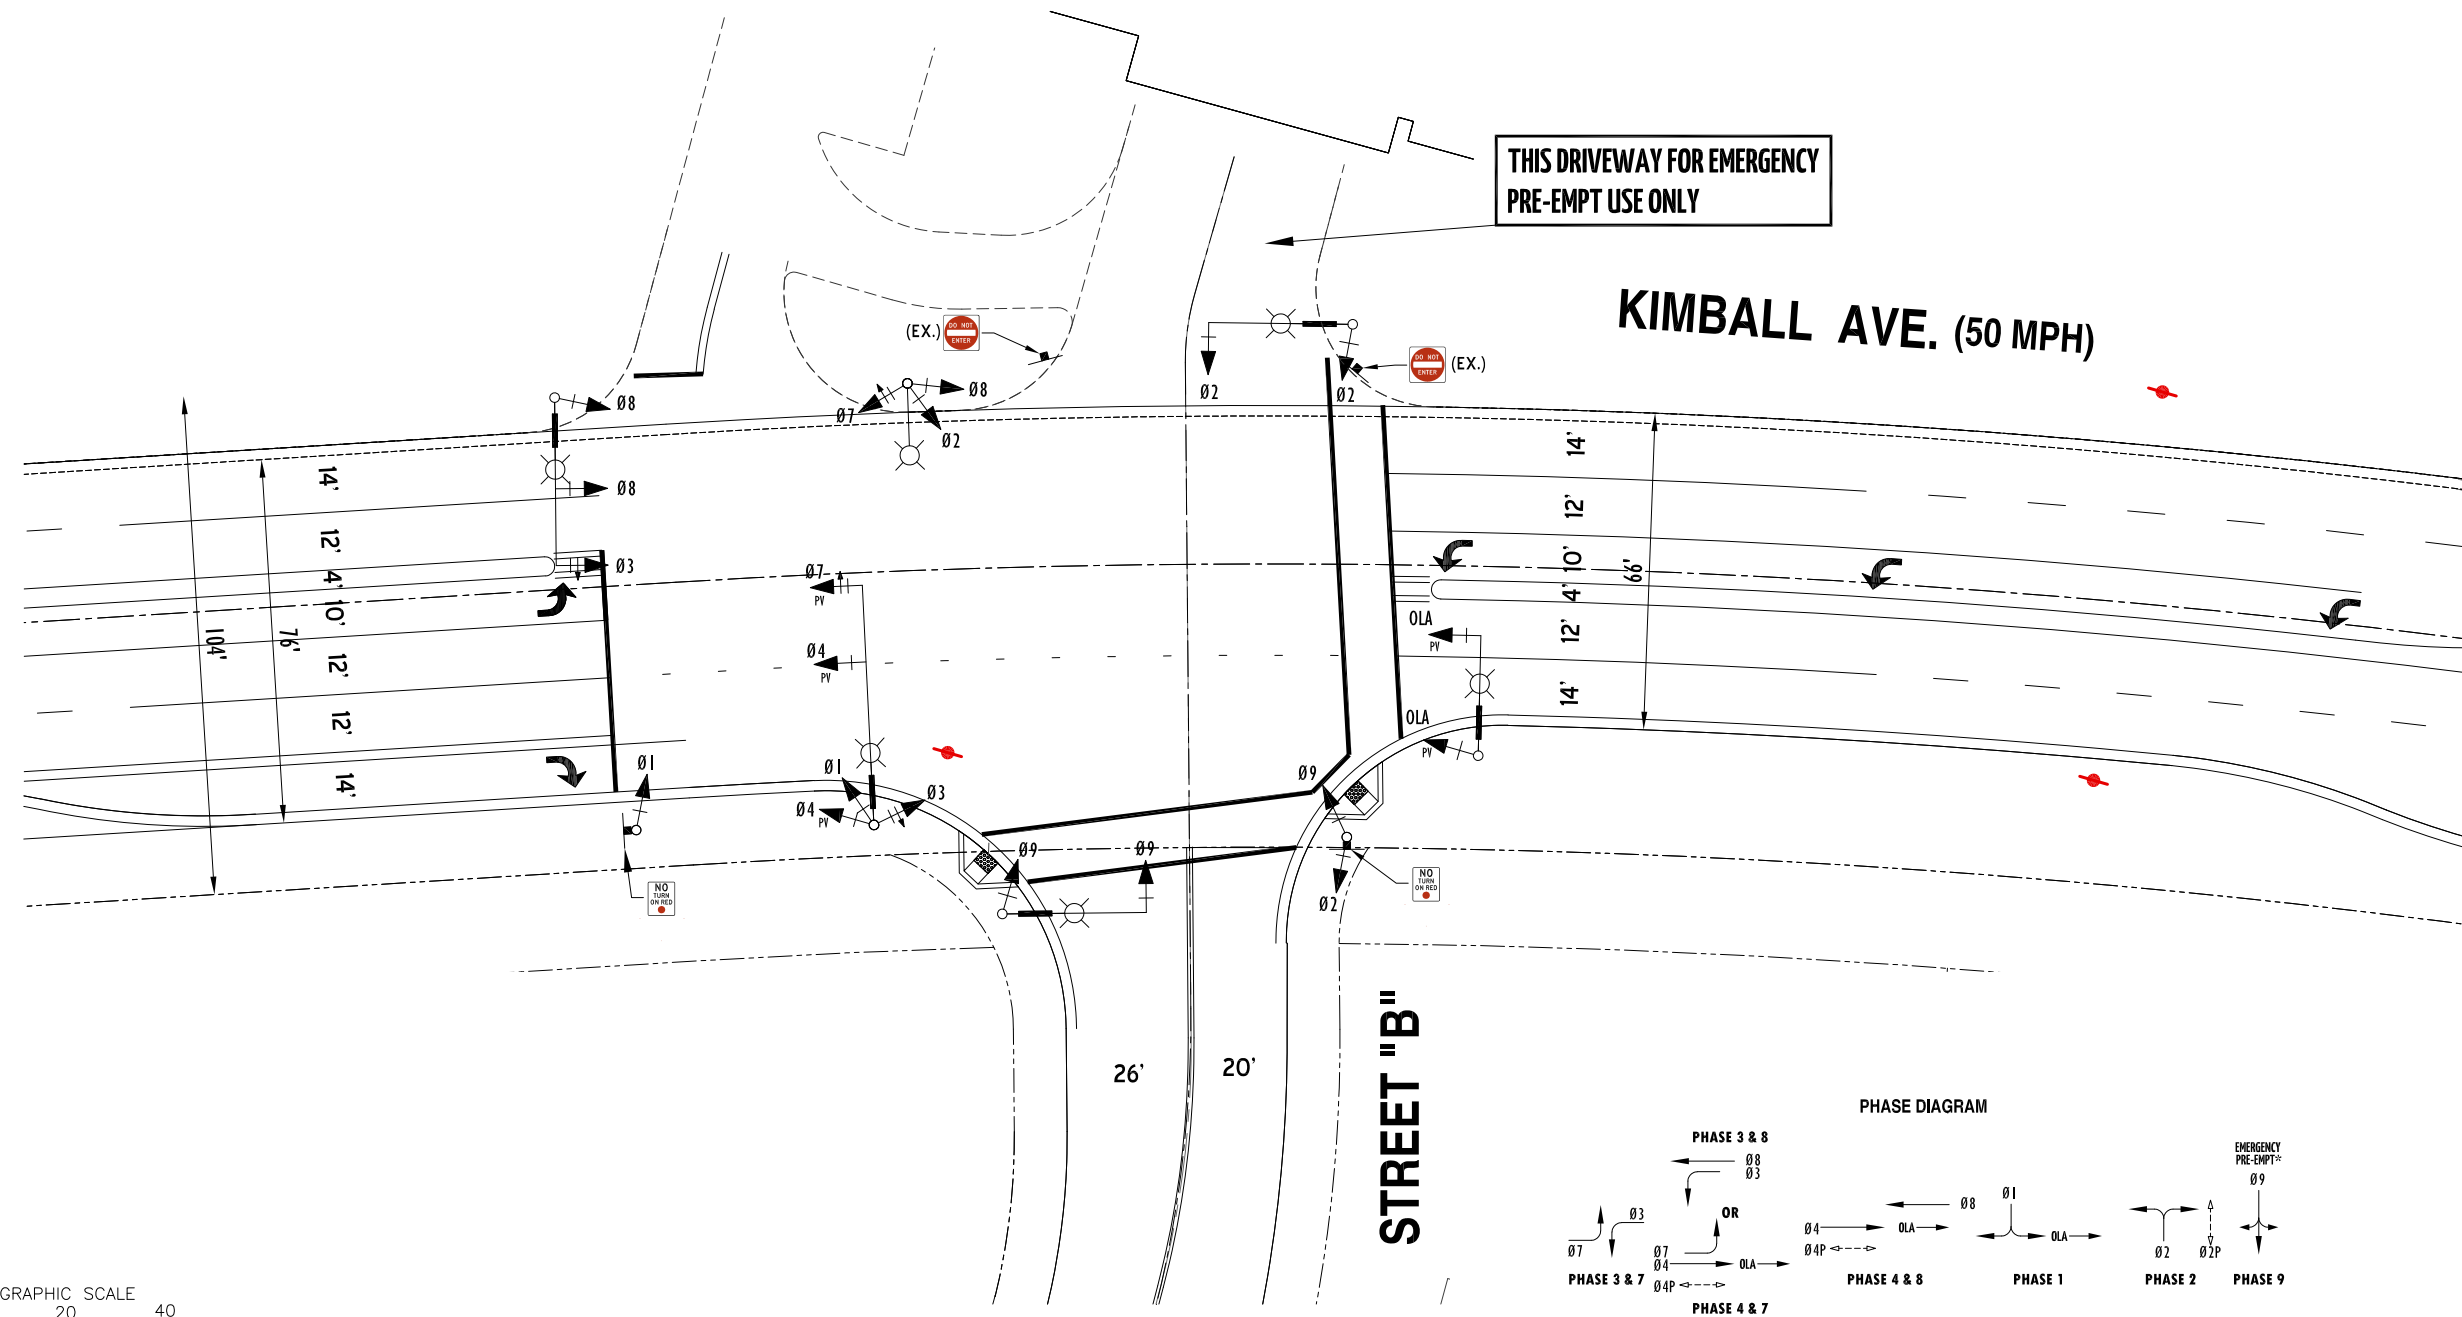 THIS DRIVEWAY FOR EMERGENCY
PRE-EMPT USE ONLY
KIMBALL AVE. (50 MPH)
(EX.)
DO NOT
ENTER
DO NOT
ENTER
(EX.)
Ø2
Ø2
Ø8
Ø8
Ø7
Ø2
Ø8
Ø3
14'
12'
4'
10'
12'
12'
14'
104'
76'
14'
12'
10'
4'
12'
14'
66'
Ø7
PV
Ø4
PV
OLA
PV
OLA
PV
Ø1
Ø1
Ø3
Ø4
PV
Ø9
Ø9
Ø9
Ø2
NO
TURN
ON RED
NO
TURN
ON RED
26'
20'
STREET "B"
PHASE DIAGRAM
PHASE 3 & 8
Ø8
Ø3
OR
Ø3
Ø7
PHASE 3 & 7
Ø7
Ø4
OLA
Ø4P
PHASE 4 & 7
Ø8
Ø4
OLA
Ø4P
PHASE 4 & 8
Ø1
OLA
PHASE 1
Ø2
Ø2P
PHASE 2
EMERGENCY
PRE-EMPT*
Ø9
PHASE 9
GRAPHIC SCALE
20 40